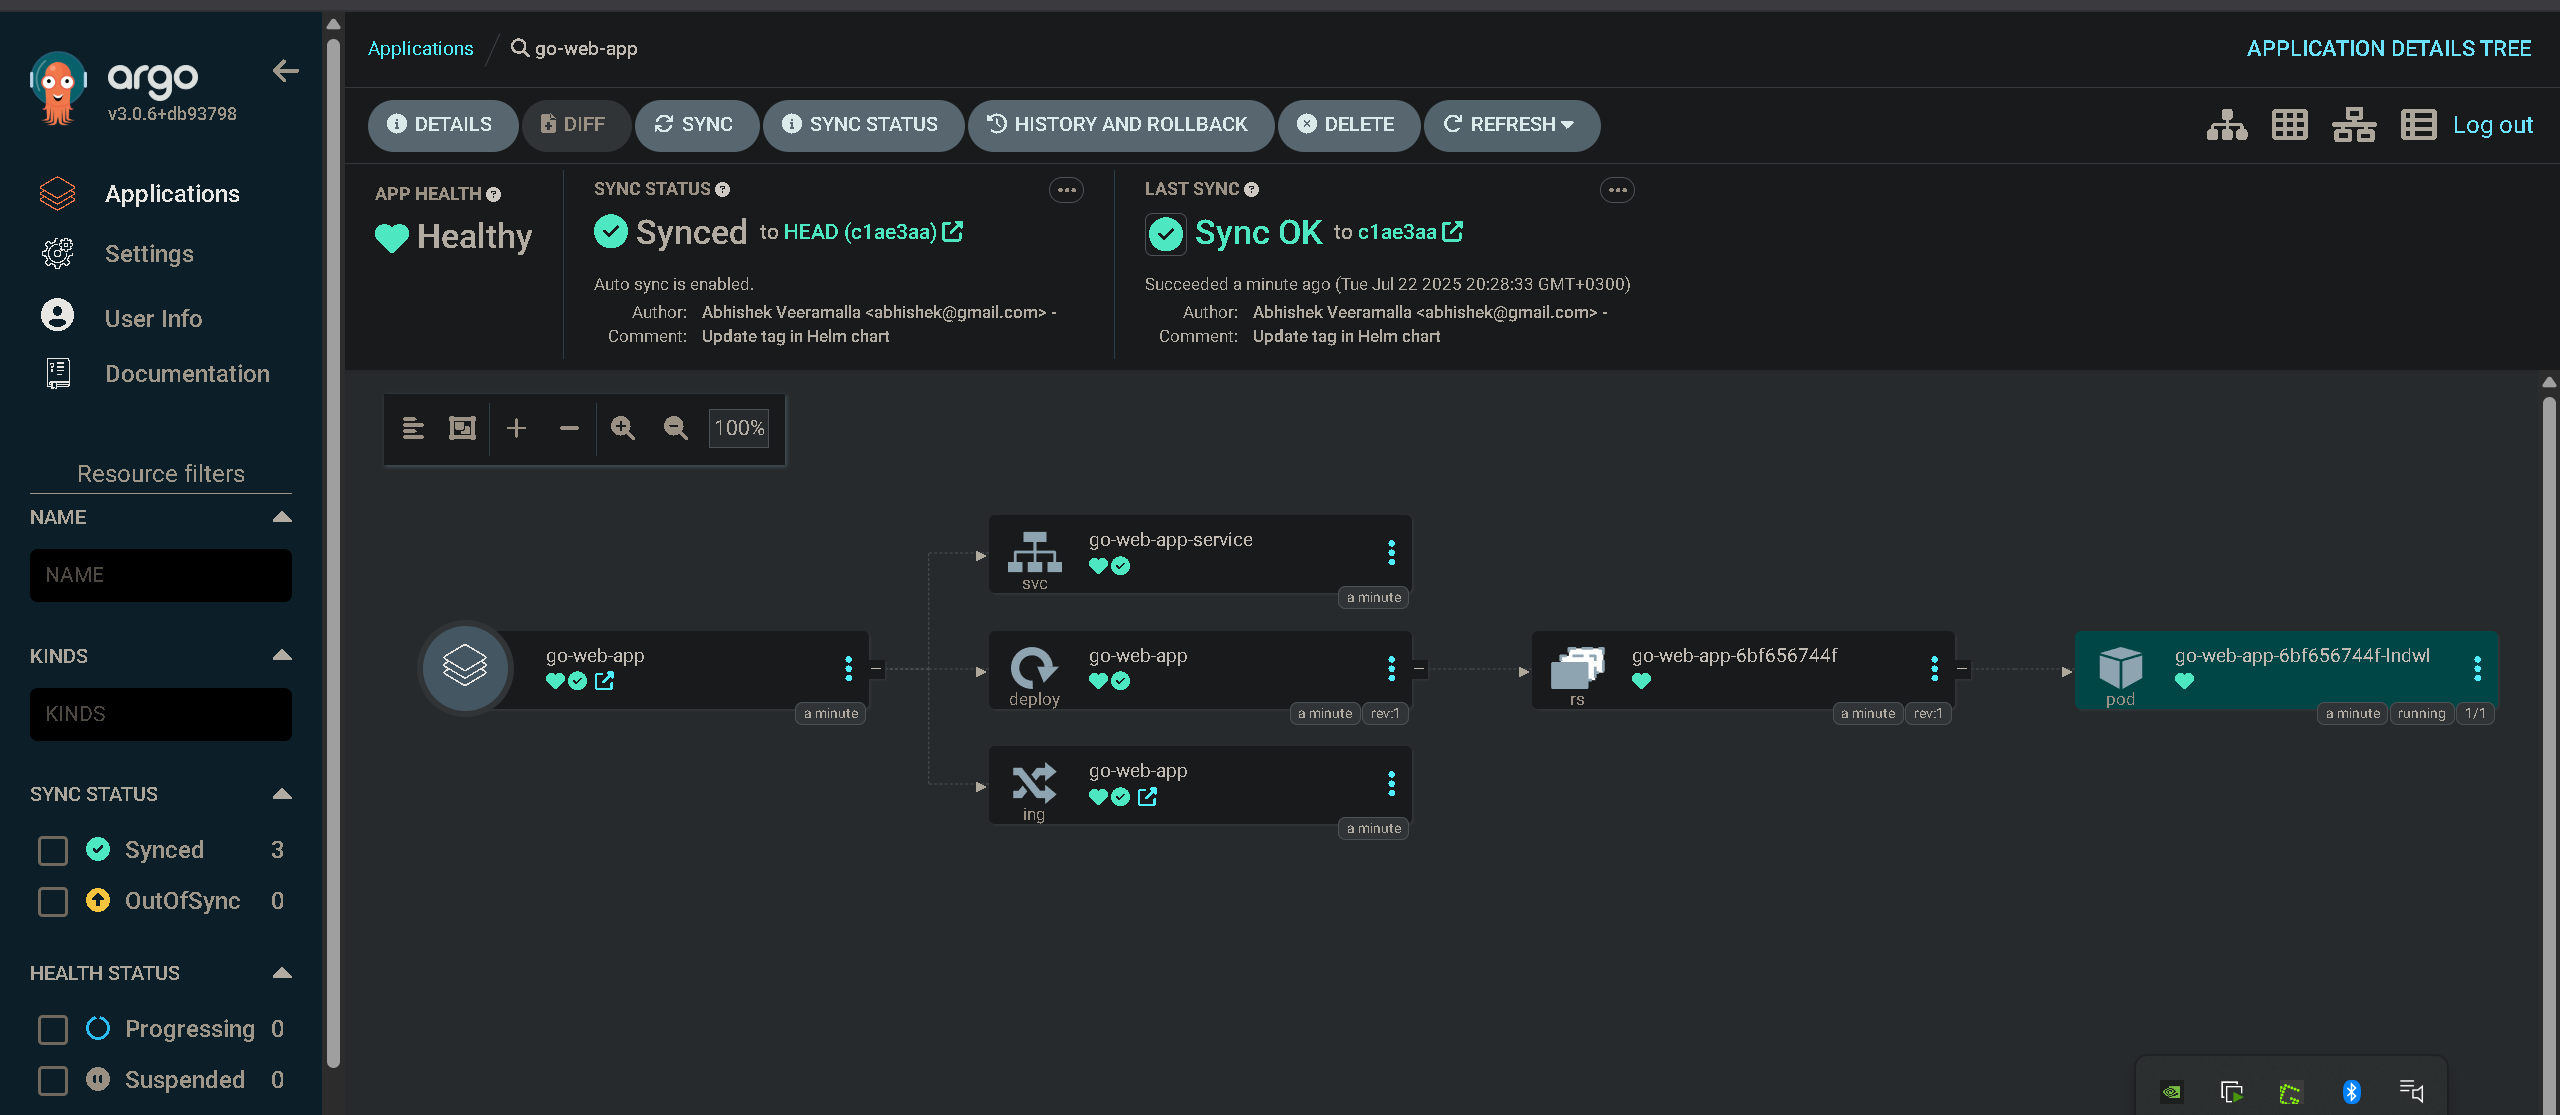 argo
v3.0.6+db93798
Applications
Settings
User Info
Documentation
Resource filters
NAME
NAME
KINDS
KINDS
SYNC STATUS
Synced 3
OutOfSync 0
HEALTH STATUS
Progressing 0
Suspended 0
Applications / go-web-app
APPLICATION DETAILS TREE
DETAILS DIFF SYNC SYNC STATUS HISTORY AND ROLLBACK DELETE REFRESH
Log out
APP HEALTH
Healthy
SYNC STATUS
Synced to HEAD (c1ae3aa)
Auto sync is enabled.
Author: Abhishek Veeramalla <abhishek@gmail.com> -
Comment: Update tag in Helm chart
LAST SYNC
Sync OK to c1ae3aa
Succeeded a minute ago (Tue Jul 22 2025 20:28:33 GMT+0300)
Author: Abhishek Veeramalla <abhishek@gmail.com> -
Comment: Update tag in Helm chart
100%
go-web-app
a minute
go-web-app-service
svc
a minute
go-web-app
deploy
a minute rev:1
go-web-app
ing
a minute
go-web-app-6bf656744f
rs
a minute rev:1
go-web-app-6bf656744f-lndwl
pod
a minute running 1/1